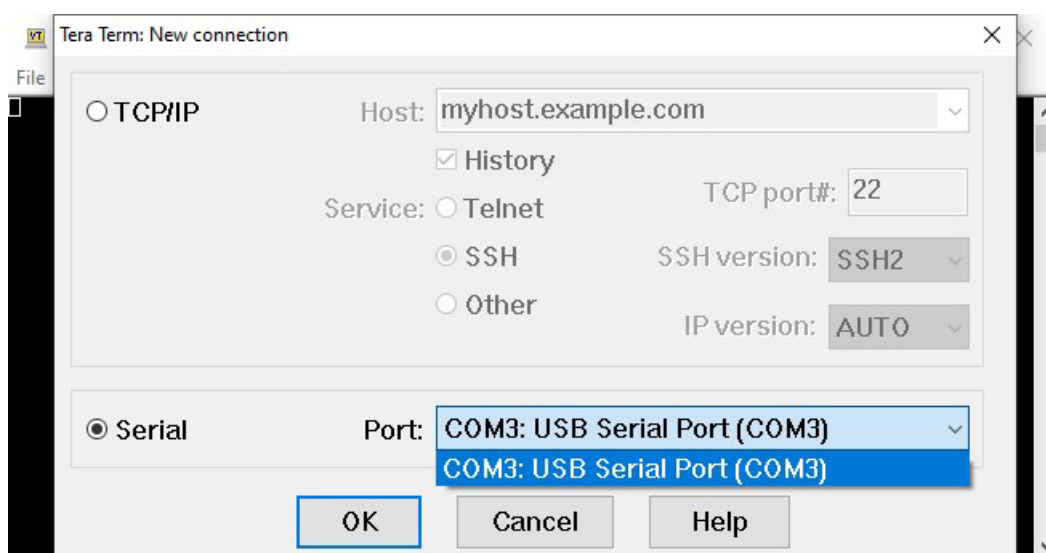 VT Tera Term: New connection
File
TCP/IP Host: myhost.example.com
History
TCP port#: 22
Service: Telnet
SSH SSH version: SSH2
Other
IP version: AUTO
Serial Port: COM3: USB Serial Port (COM3)
COM3: USB Serial Port (COM3)
OK Cancel Help